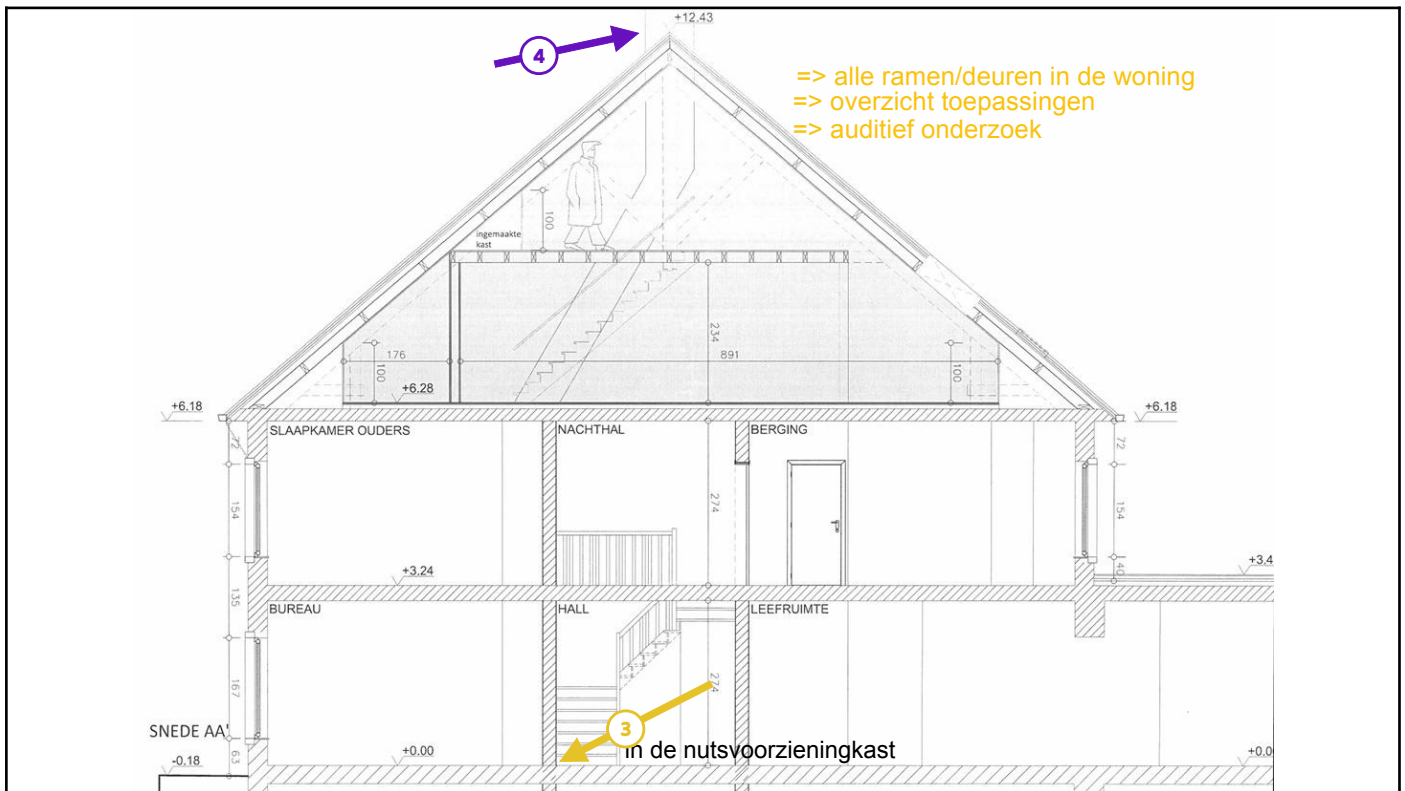 +12.43
4
=> alle ramen/deuren in de woning
=> overzicht toepassingen
=> auditief onderzoek
100
ingemaakte
kast
234
176
891
100
100
+6.28
+6.18
+6.18
SLAAPKAMER OUDERS
NACHTHAL
BERGING
72
72
154
274
154
+3.24
+3.4
40
135
BUREAU
HALL
LEEFRUIMTE
167
274
SNEDE AA'
3
in de nutsvoorzieningkast
+0.00
+0.0
63
-0.18